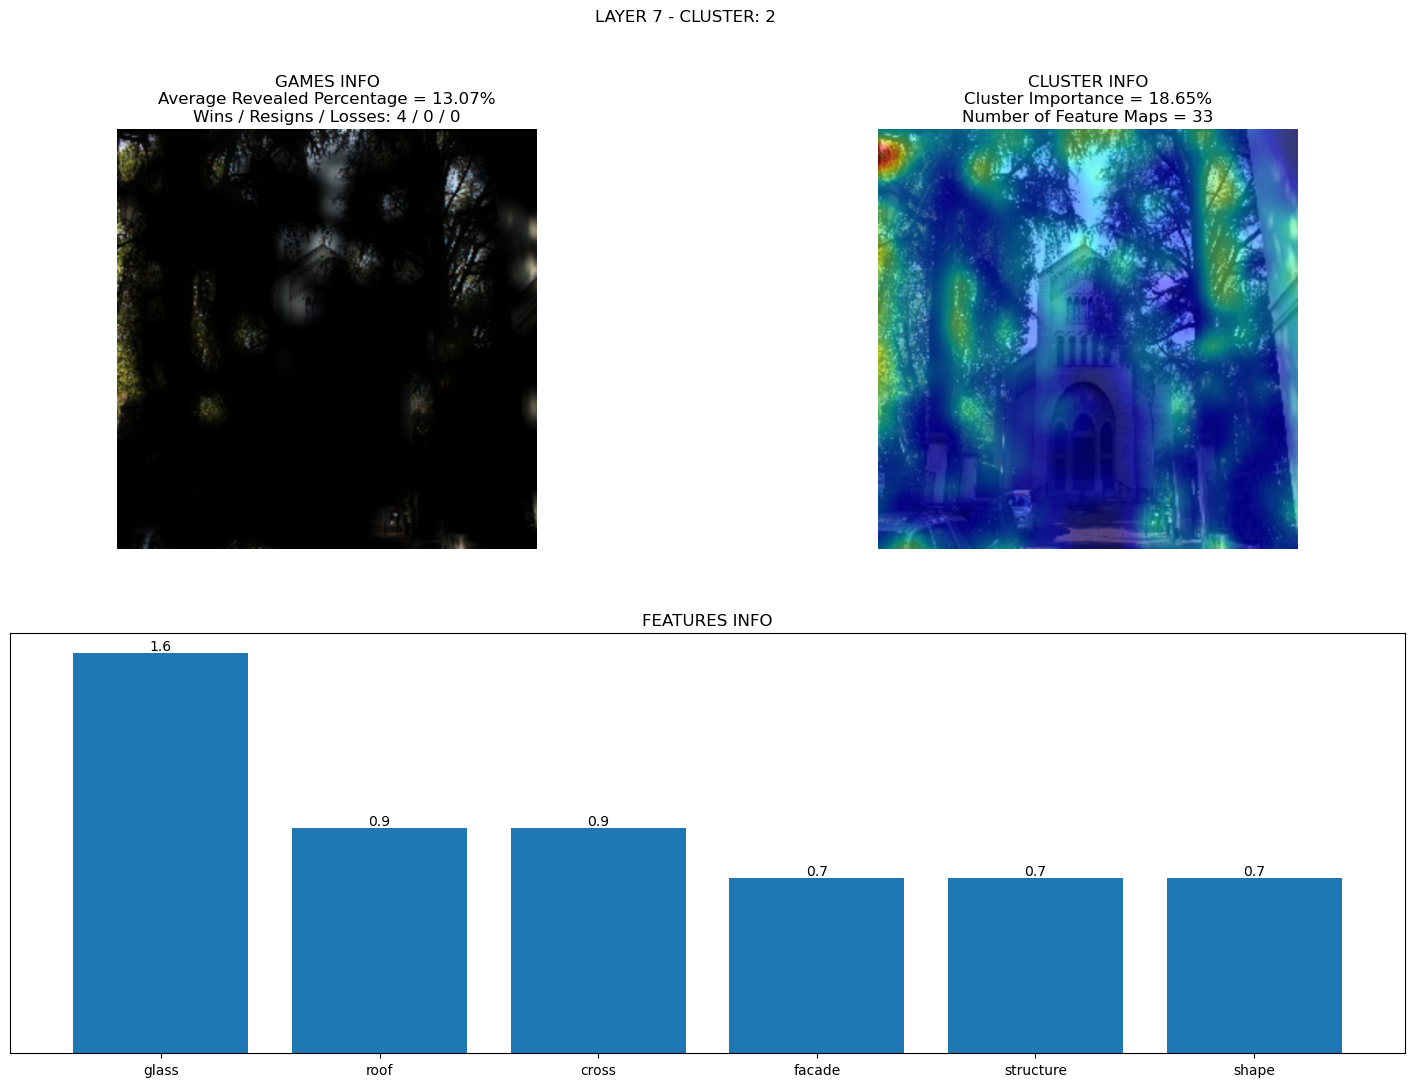 LAYER 7 - CLUSTER: 2
GAMES INFO
Average Revealed Percentage = 13.07%
Wins / Resigns / Losses: 4 / 0 / 0
CLUSTER INFO
Cluster Importance = 18.65%
Number of Feature Maps = 33
FEATURES INFO
1.6
0.9
0.9
0.7
0.7
0.7
glass
roof
cross
facade
structure
shape